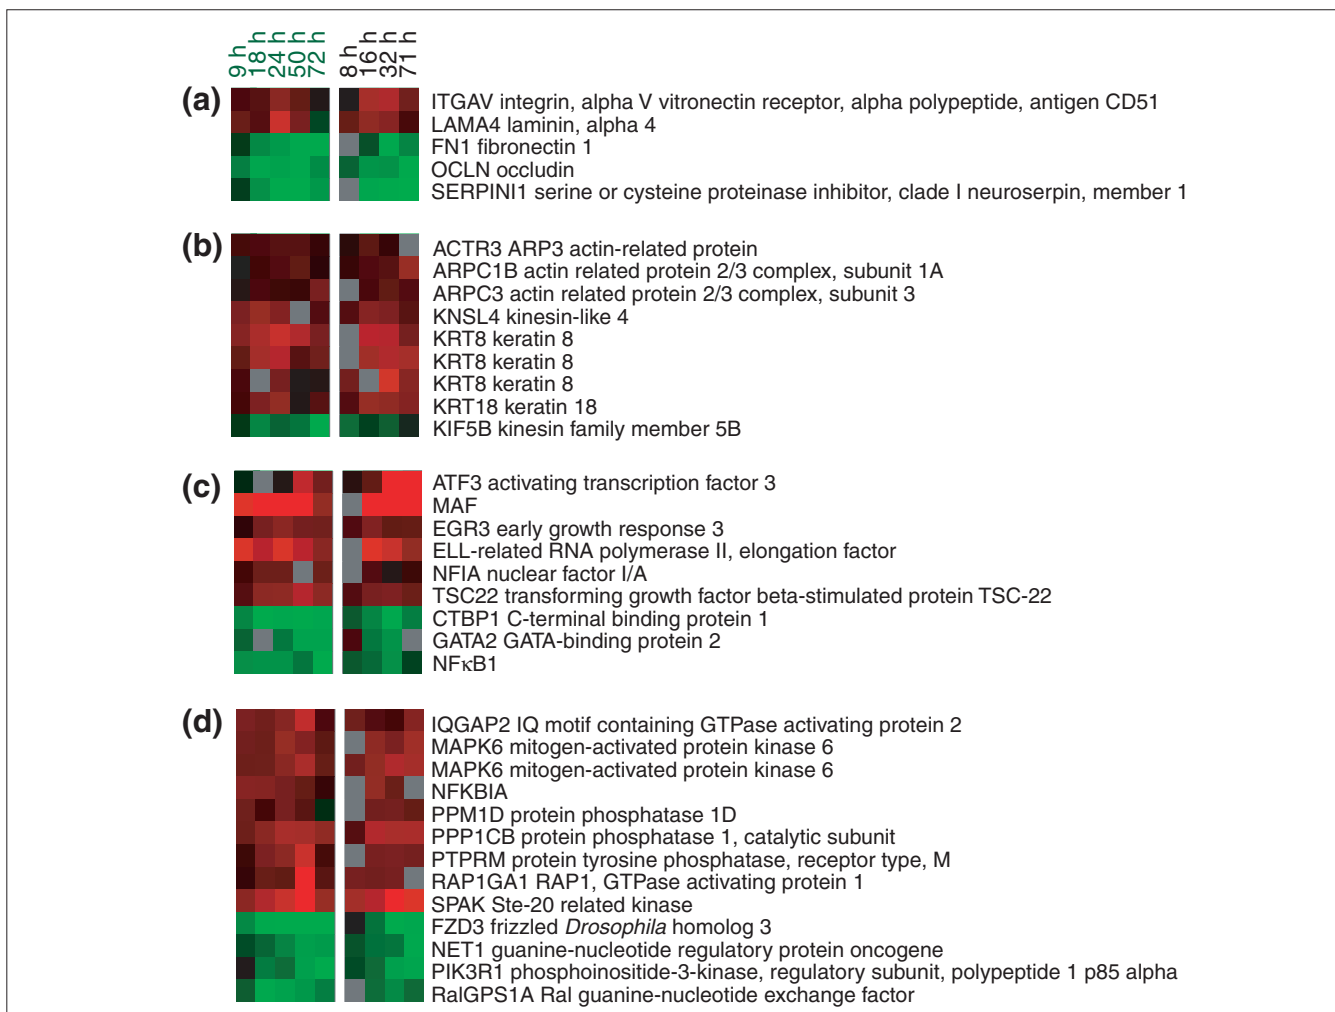 9 h 18 h 24 h 50 h 72 h 8 h 16 h 32 h 71 h
(a)
ITGAV integrin, alpha V vitronectin receptor, alpha polypeptide, antigen CD51
LAMA4 laminin, alpha 4
FN1 fibronectin 1
OCLN occludin
SERPINI1 serine or cysteine proteinase inhibitor, clade I neuroserpin, member 1
(b)
ACTR3 ARP3 actin-related protein
ARPC1B actin related protein 2/3 complex, subunit 1A
ARPC3 actin related protein 2/3 complex, subunit 3
KNSL4 kinesin-like 4
KRT8 keratin 8
KRT8 keratin 8
KRT8 keratin 8
KRT18 keratin 18
KIF5B kinesin family member 5B
(c)
ATF3 activating transcription factor 3
MAF
EGR3 early growth response 3
ELL-related RNA polymerase II, elongation factor
NFIA nuclear factor I/A
TSC22 transforming growth factor beta-stimulated protein TSC-22
CTBP1 C-terminal binding protein 1
GATA2 GATA-binding protein 2
NFκB1
(d)
IQGAP2 IQ motif containing GTPase activating protein 2
MAPK6 mitogen-activated protein kinase 6
MAPK6 mitogen-activated protein kinase 6
NFKBIA
PPM1D protein phosphatase 1D
PPP1CB protein phosphatase 1, catalytic subunit
PTPRM protein tyrosine phosphatase, receptor type, M
RAP1GA1 RAP1, GTPase activating protein 1
SPAK Ste-20 related kinase
FZD3 frizzled Drosophila homolog 3
NET1 guanine-nucleotide regulatory protein oncogene
PIK3R1 phosphoinositide-3-kinase, regulatory subunit, polypeptide 1 p85 alpha
RalGPS1A Ral guanine-nucleotide exchange factor